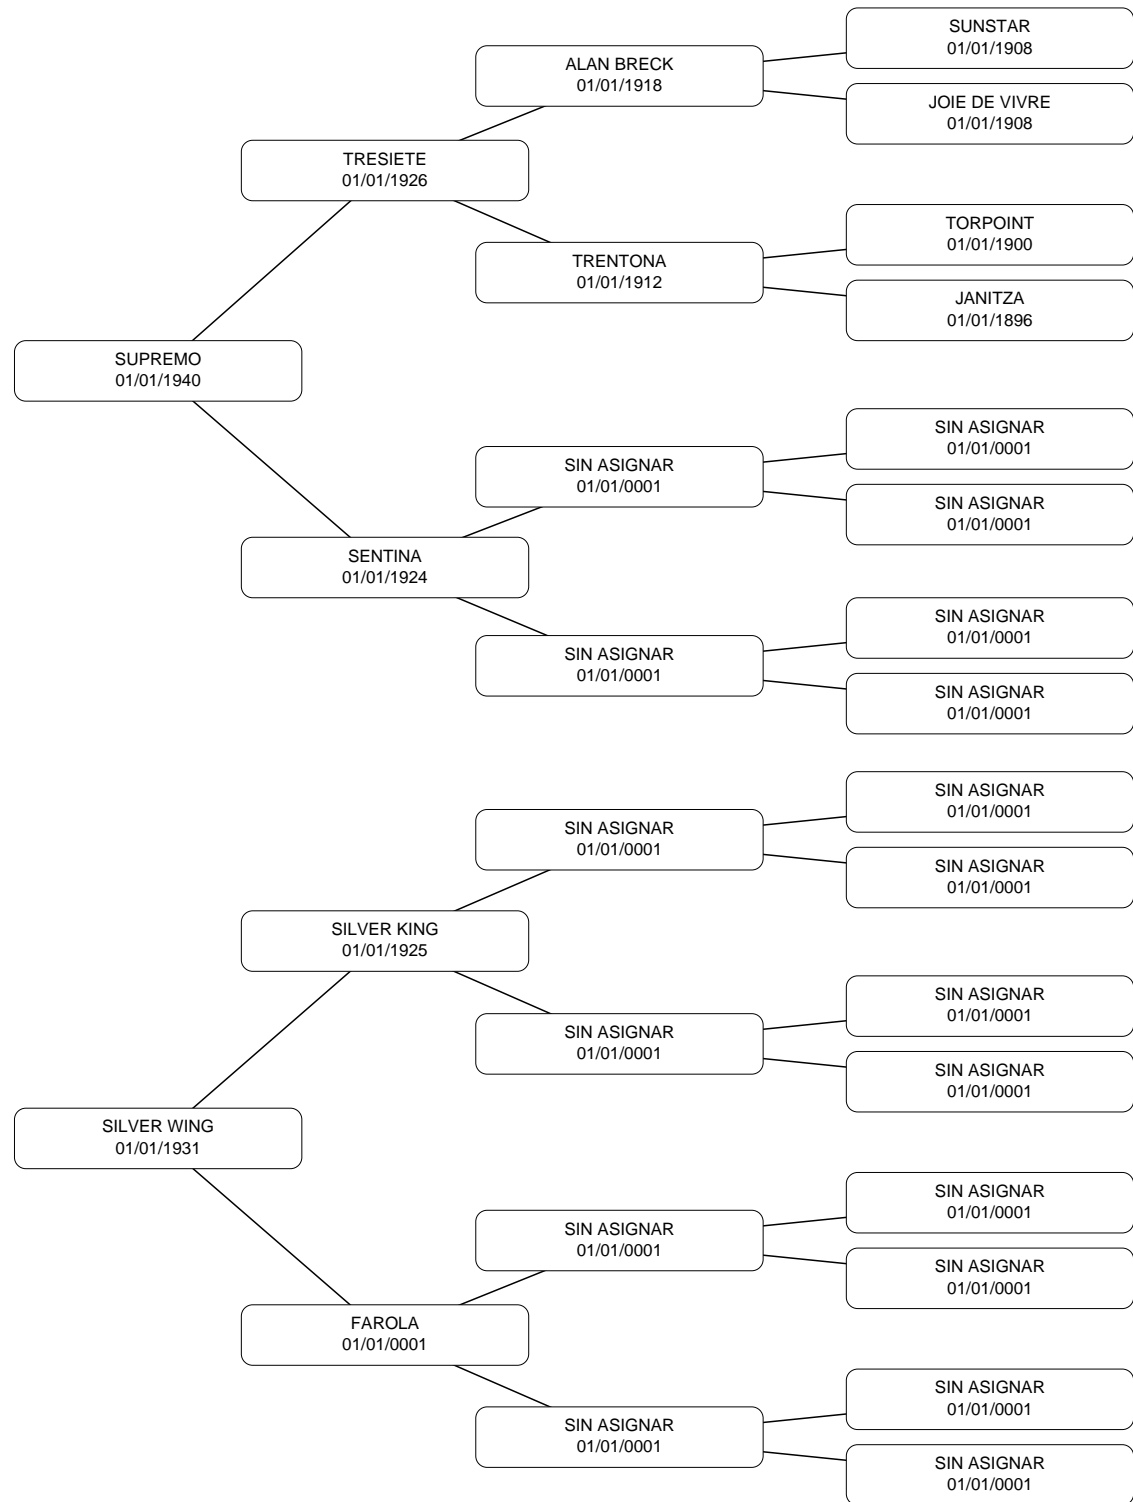 SUNSTAR
01/01/1908
ALAN BRECK
01/01/1918
JOIE DE VIVRE
01/01/1908
TRESIETE
01/01/1926
TORPOINT
01/01/1900
TRENTONA
01/01/1912
JANITZA
01/01/1896
SUPREMO
01/01/1940
SIN ASIGNAR
01/01/0001
SIN ASIGNAR
01/01/0001
SIN ASIGNAR
01/01/0001
SENTINA
01/01/1924
SIN ASIGNAR
01/01/0001
SIN ASIGNAR
01/01/0001
SIN ASIGNAR
01/01/0001
SIN ASIGNAR
01/01/0001
SIN ASIGNAR
01/01/0001
SIN ASIGNAR
01/01/0001
SILVER KING
01/01/1925
SIN ASIGNAR
01/01/0001
SIN ASIGNAR
01/01/0001
SIN ASIGNAR
01/01/0001
SILVER WING
01/01/1931
SIN ASIGNAR
01/01/0001
SIN ASIGNAR
01/01/0001
SIN ASIGNAR
01/01/0001
FAROLA
01/01/0001
SIN ASIGNAR
01/01/0001
SIN ASIGNAR
01/01/0001
SIN ASIGNAR
01/01/0001